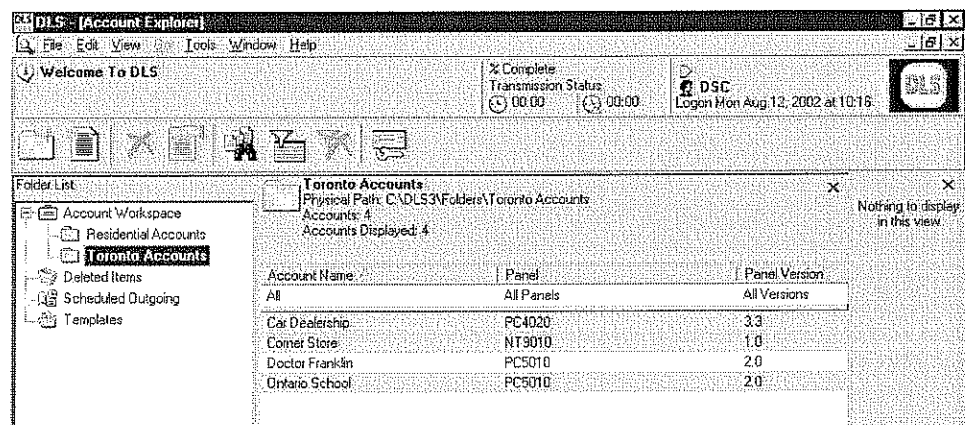 DLS - [Account Explorer]
File Edit View Go Tools Window Help
Welcome To DLS
% Complete
Transmission Status
00:00 00:00
DSC
Logon Mon Aug 12, 2002 at 10:16
DLS
Folder List
Account Workspace
Residential Accounts
Toronto Accounts
Deleted Items
Scheduled Outgoing
Templates
Toronto Accounts
Physical Path: C:\DLS3\Folders\Toronto Accounts
Accounts: 4
Accounts Displayed: 4
Account Name Panel Panel Version
All All Panels All Versions
Car Dealership PC4020 3.3
Corner Store NT9010 1.0
Doctor Franklin PC5010 2.0
Ontario School PC5010 2.0
Nothing to display
in this view